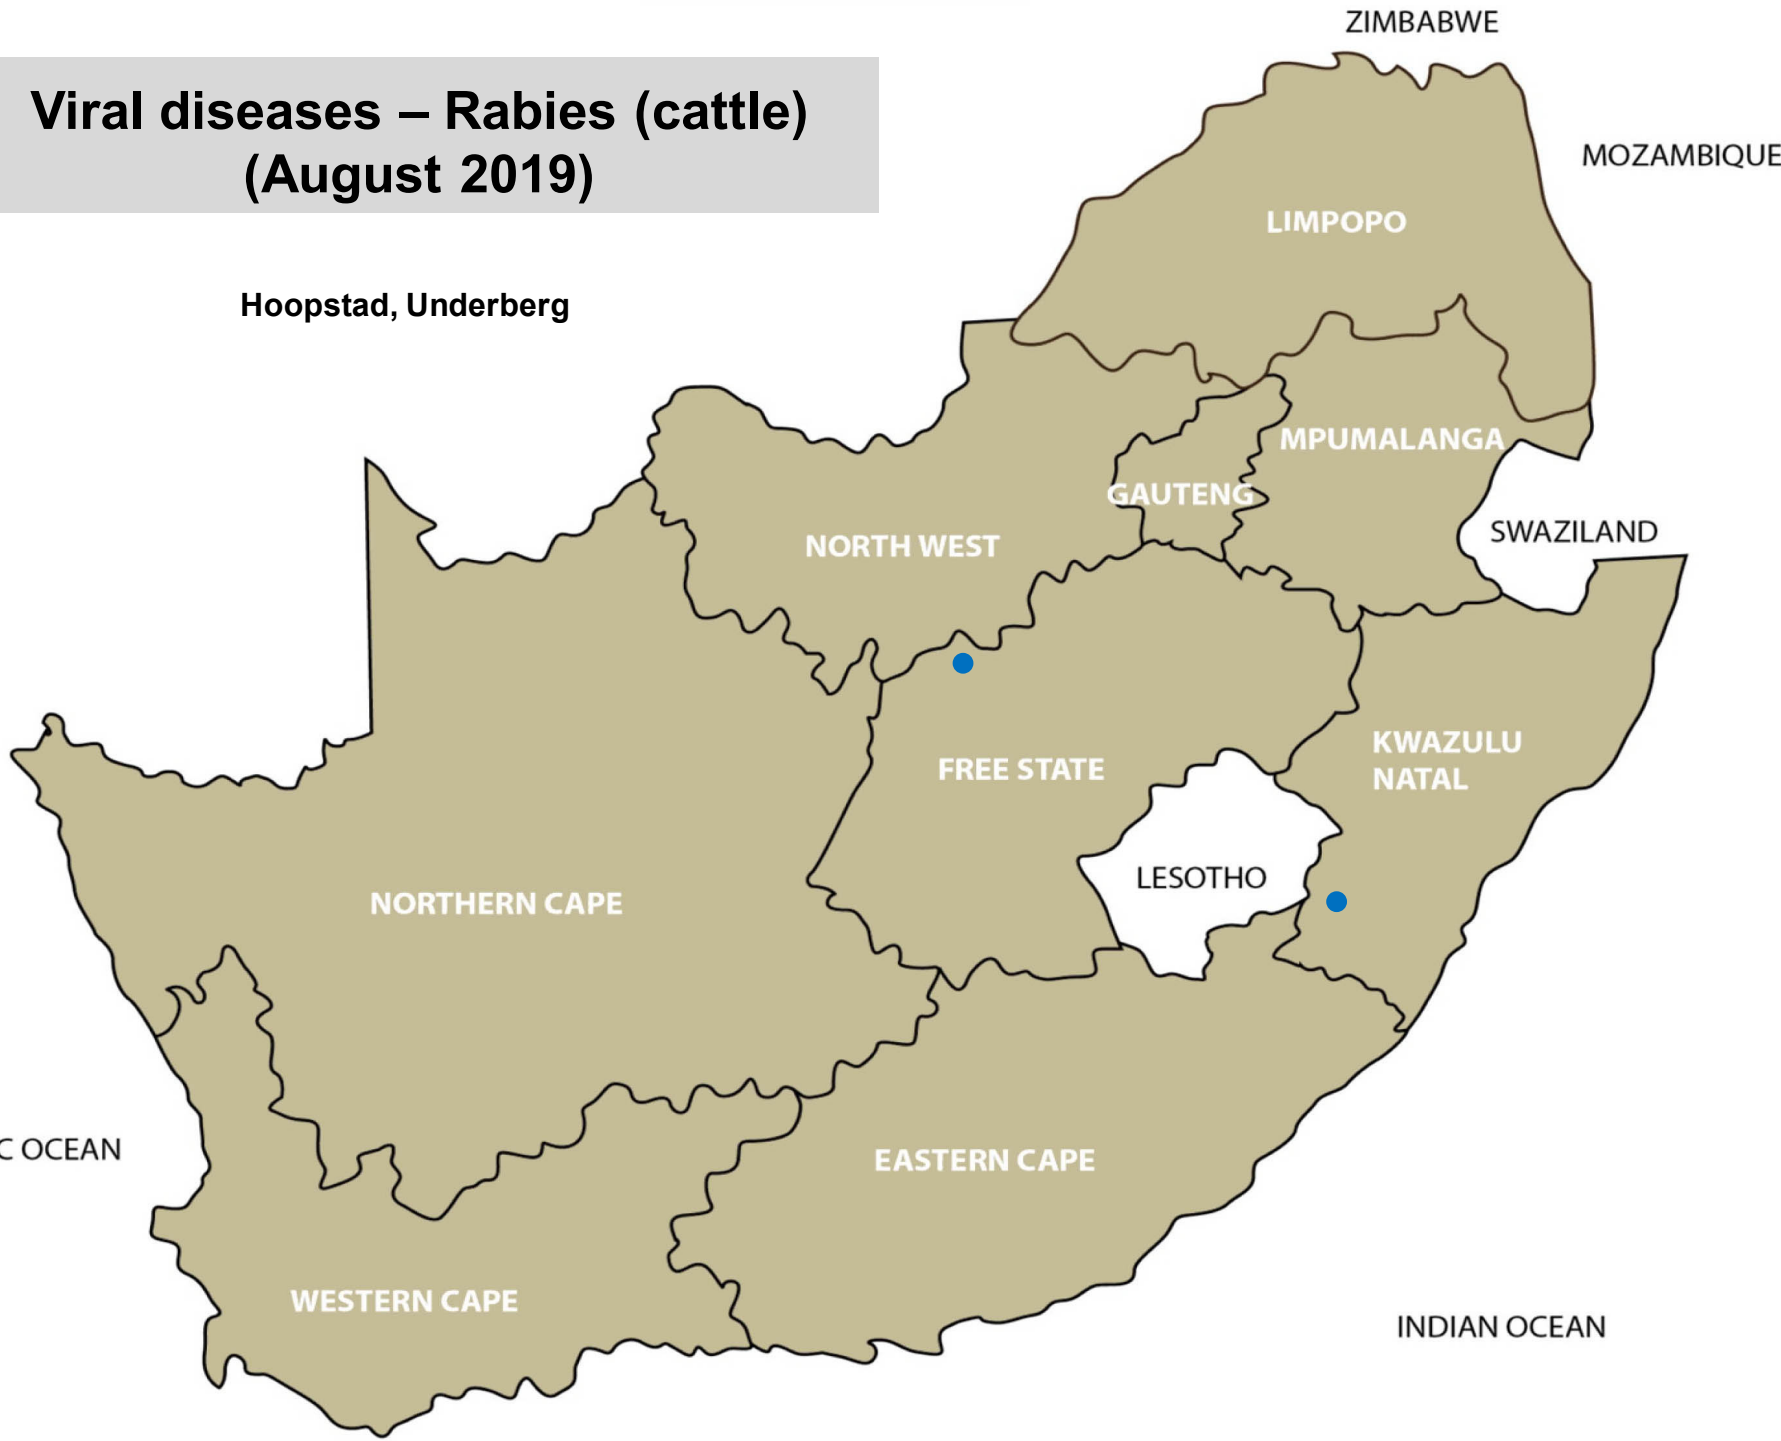 ZIMBABWE
Viral diseases – Rabies (cattle)
(August 2019)
MOZAMBIQUE
LIMPOPO
Hoopstad, Underberg
MPUMALANGA
GAUTENG
SWAZILAND
NORTH WEST
KWAZULU
NATAL
FREE STATE
LESOTHO
NORTHERN CAPE
C OCEAN
EASTERN CAPE
WESTERN CAPE
INDIAN OCEAN